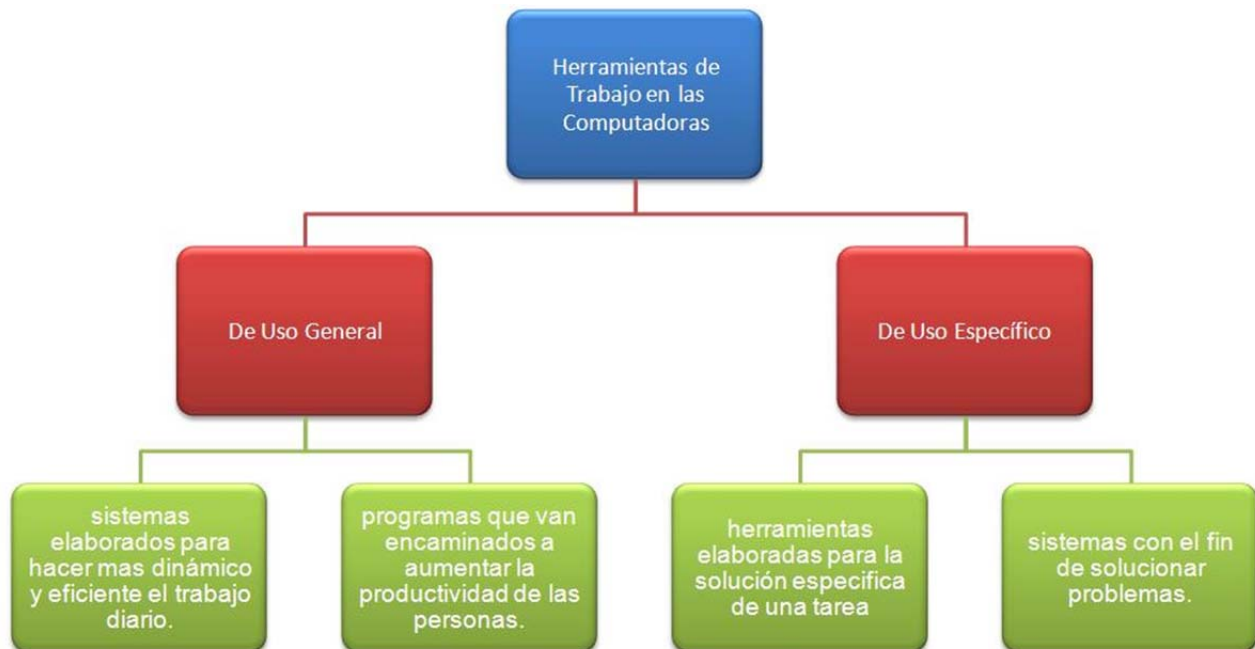 Herramientas de
Trabajo en las
Computadoras
De Uso General
De Uso Específico
sistemas
elaborados para
hacer mas dinámico
y eficiente el trabajo
diario.
programas que van
encaminados a
aumentar la
productividad de las
personas.
herramientas
elaboradas para la
solución especifica
de una tarea
sistemas con el fin
de solucionar
problemas.